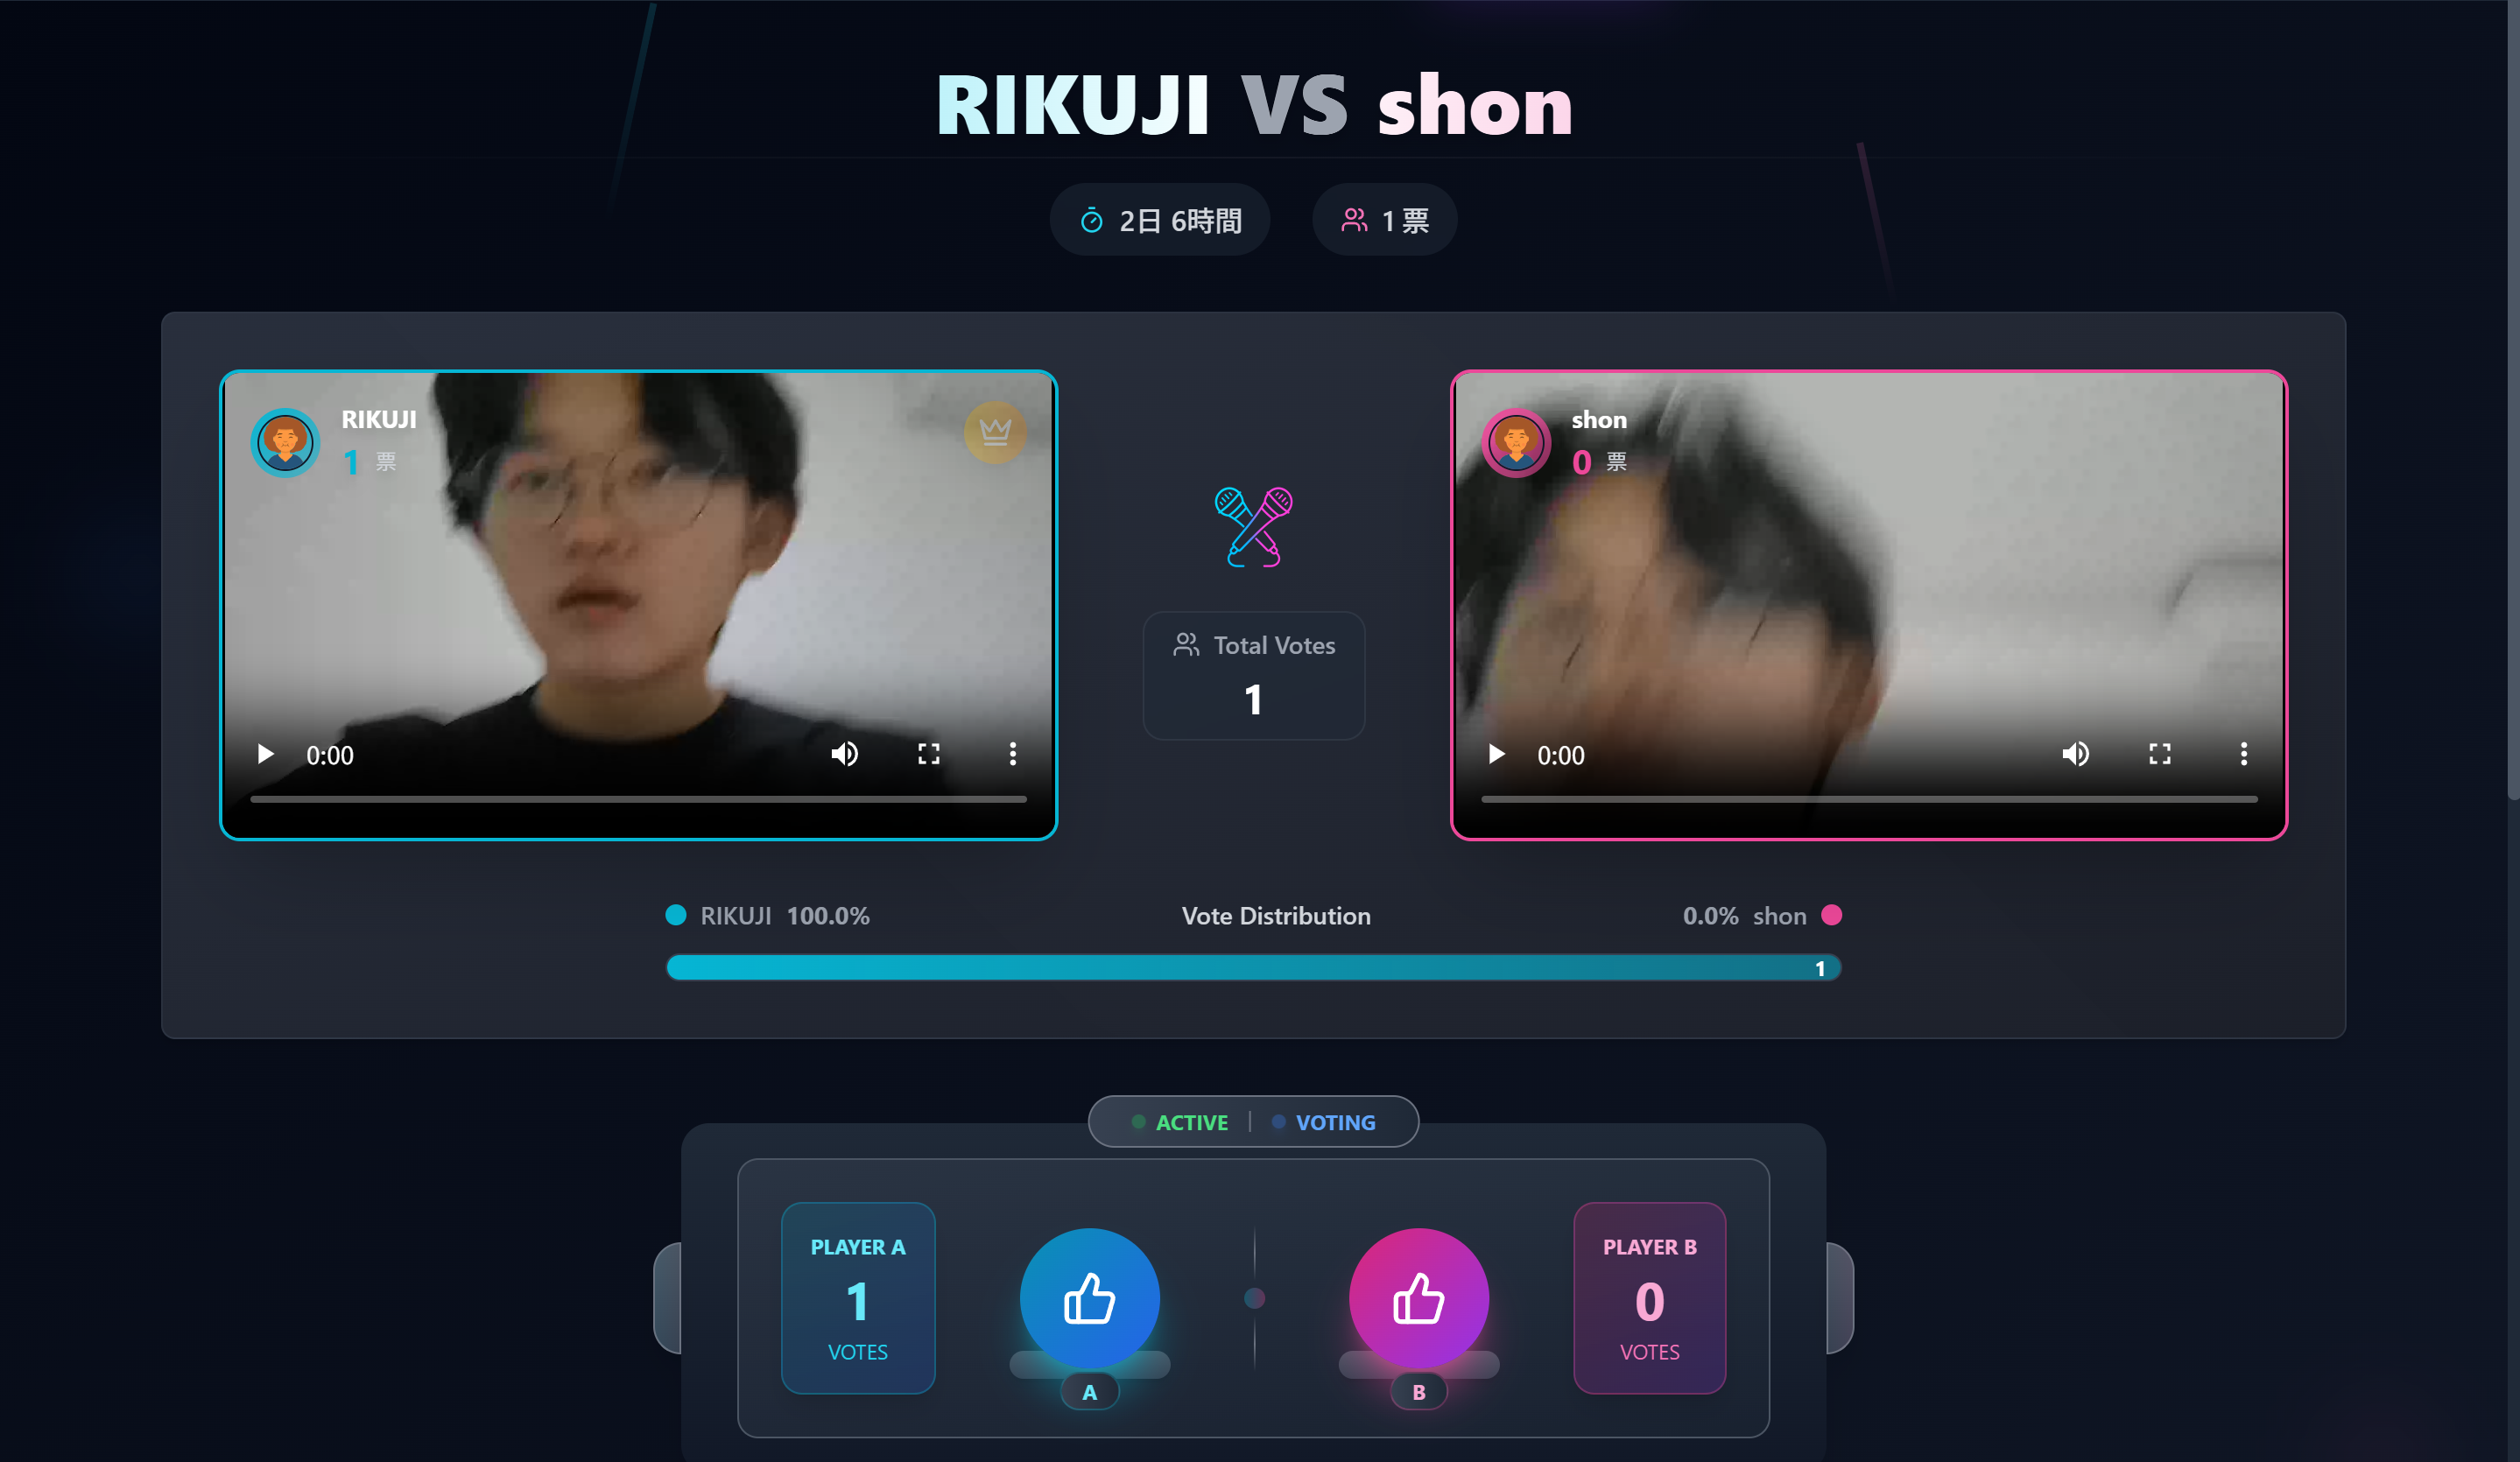 RIKUJI VS shon
2日 6時間
1 票
RIKUJI
1 票
0:00
Total Votes
1
shon
0 票
0:00
RIKUJI 100.0%
Vote Distribution
0.0% shon
1
ACTIVE | VOTING
PLAYER A
1
VOTES
A
B
PLAYER B
0
VOTES